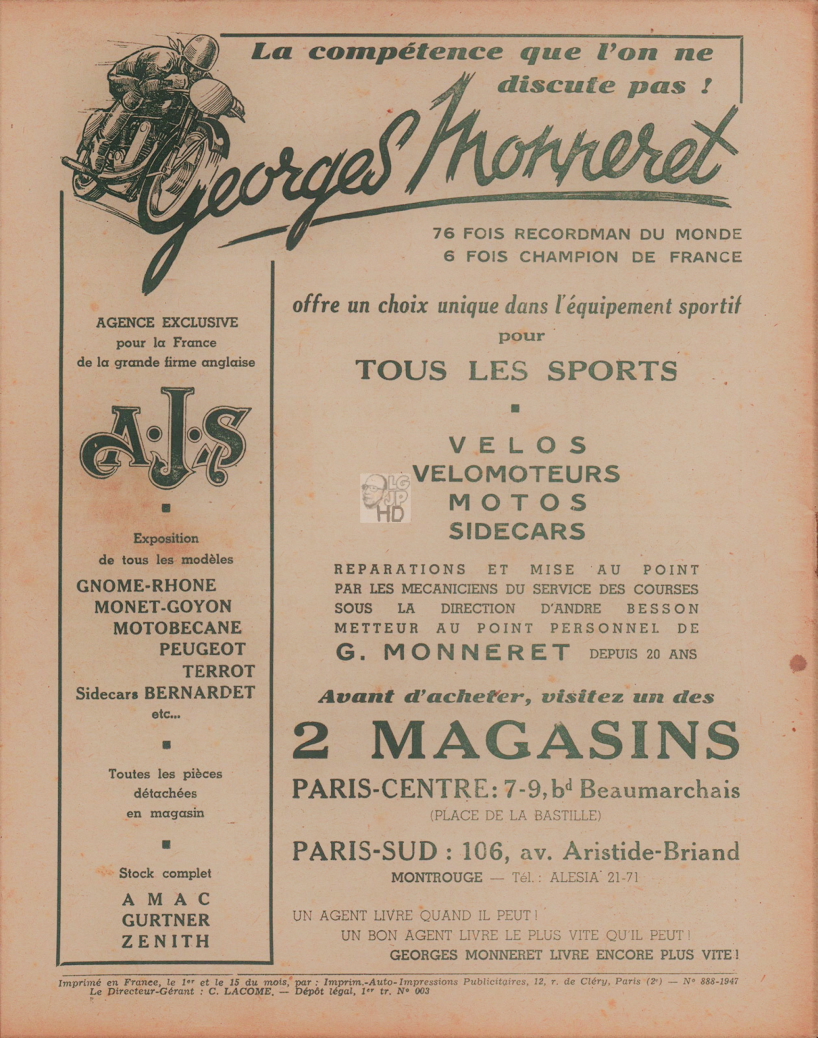 La compétence que l'on ne
discute pas !
Georges Monneret
76 FOIS RECORDMAN DU MONDE
6 FOIS CHAMPION DE FRANCE
AGENCE EXCLUSIVE
pour la France
de la grande firme anglaise
A·J·S
Exposition
de tous les modèles
GNOME-RHONE
MONET-GOYON
MOTOBECANE
PEUGEOT
TERROT
Sidecars BERNARDET
etc...
Toutes les pièces
détachées
en magasin
Stock complet
AMAC
GURTNER
ZENITH
offre un choix unique dans l'équipement sportif
pour
TOUS LES SPORTS
VELOS
VELOMOTEURS
MOTOS
SIDECARS
LG
JP
HD
REPARATIONS ET MISE AU POINT
PAR LES MECANICIENS DU SERVICE DES COURSES
SOUS LA DIRECTION D'ANDRE BESSON
METTEUR AU POINT PERSONNEL DE
G. MONNERET DEPUIS 20 ANS
Avant d'acheter, visitez un des
2 MAGASINS
PARIS-CENTRE: 7-9, bd Beaumarchais
(PLACE DE LA BASTILLE)
PARIS-SUD : 106, av. Aristide-Briand
MONTROUGE — Tél. : ALESIA 21-71
UN AGENT LIVRE QUAND IL PEUT !
UN BON AGENT LIVRE LE PLUS VITE QU'IL PEUT !
GEORGES MONNERET LIVRE ENCORE PLUS VITE !
Imprimé en France, le 1er et le 15 du mois, par : Imprim.-Auto-Impressions Publicitaires, 12, r. de Cléry, Paris (2e) — N° 888-1947
Le Directeur-Gérant : C. LACOME. — Dépôt légal, 1er tr. N° 003